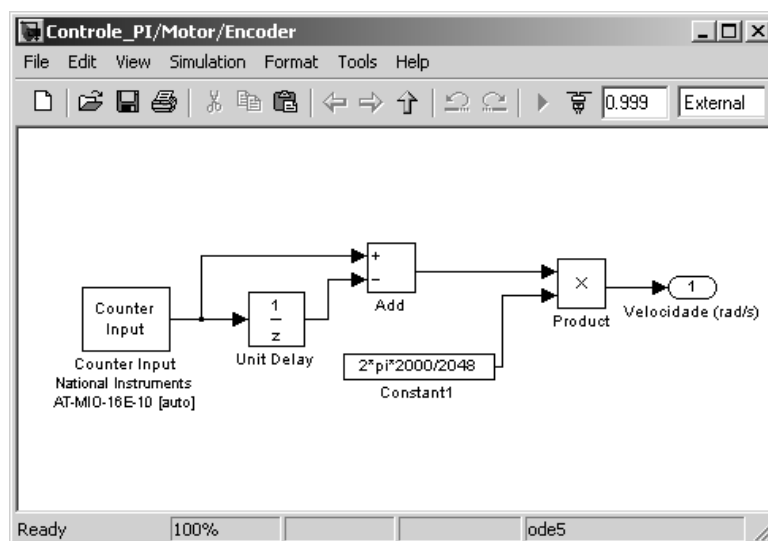 Controle_PI/Motor/Encoder
File Edit View Simulation Format Tools Help
0.999 External
+
−
Add
Counter
Input
Counter Input
National Instruments
AT-MIO-16E-10 [auto]
1
z
Unit Delay
2*pi*2000/2048
Constant1
×
Product
1
Velocidade (rad/s)
Ready 100% ode5